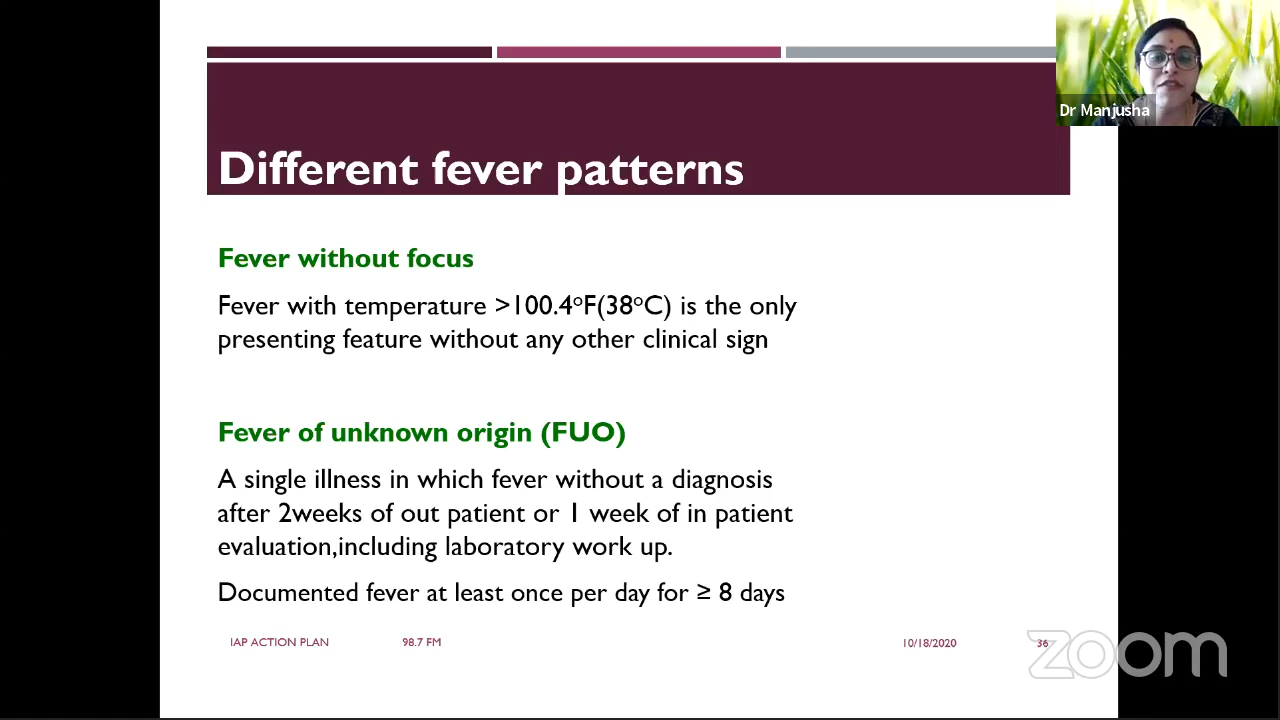 Dr Manjusha
Different fever patterns
Fever without focus
Fever with temperature >100.4°F(38°C) is the only
presenting feature without any other clinical sign
Fever of unknown origin (FUO)
A single illness in which fever without a diagnosis
after 2weeks of out patient or 1 week of in patient
evaluation,including laboratory work up.
Documented fever at least once per day for ≥ 8 days
IAP ACTION PLAN 98.7 FM 10/18/2020 36
zoom